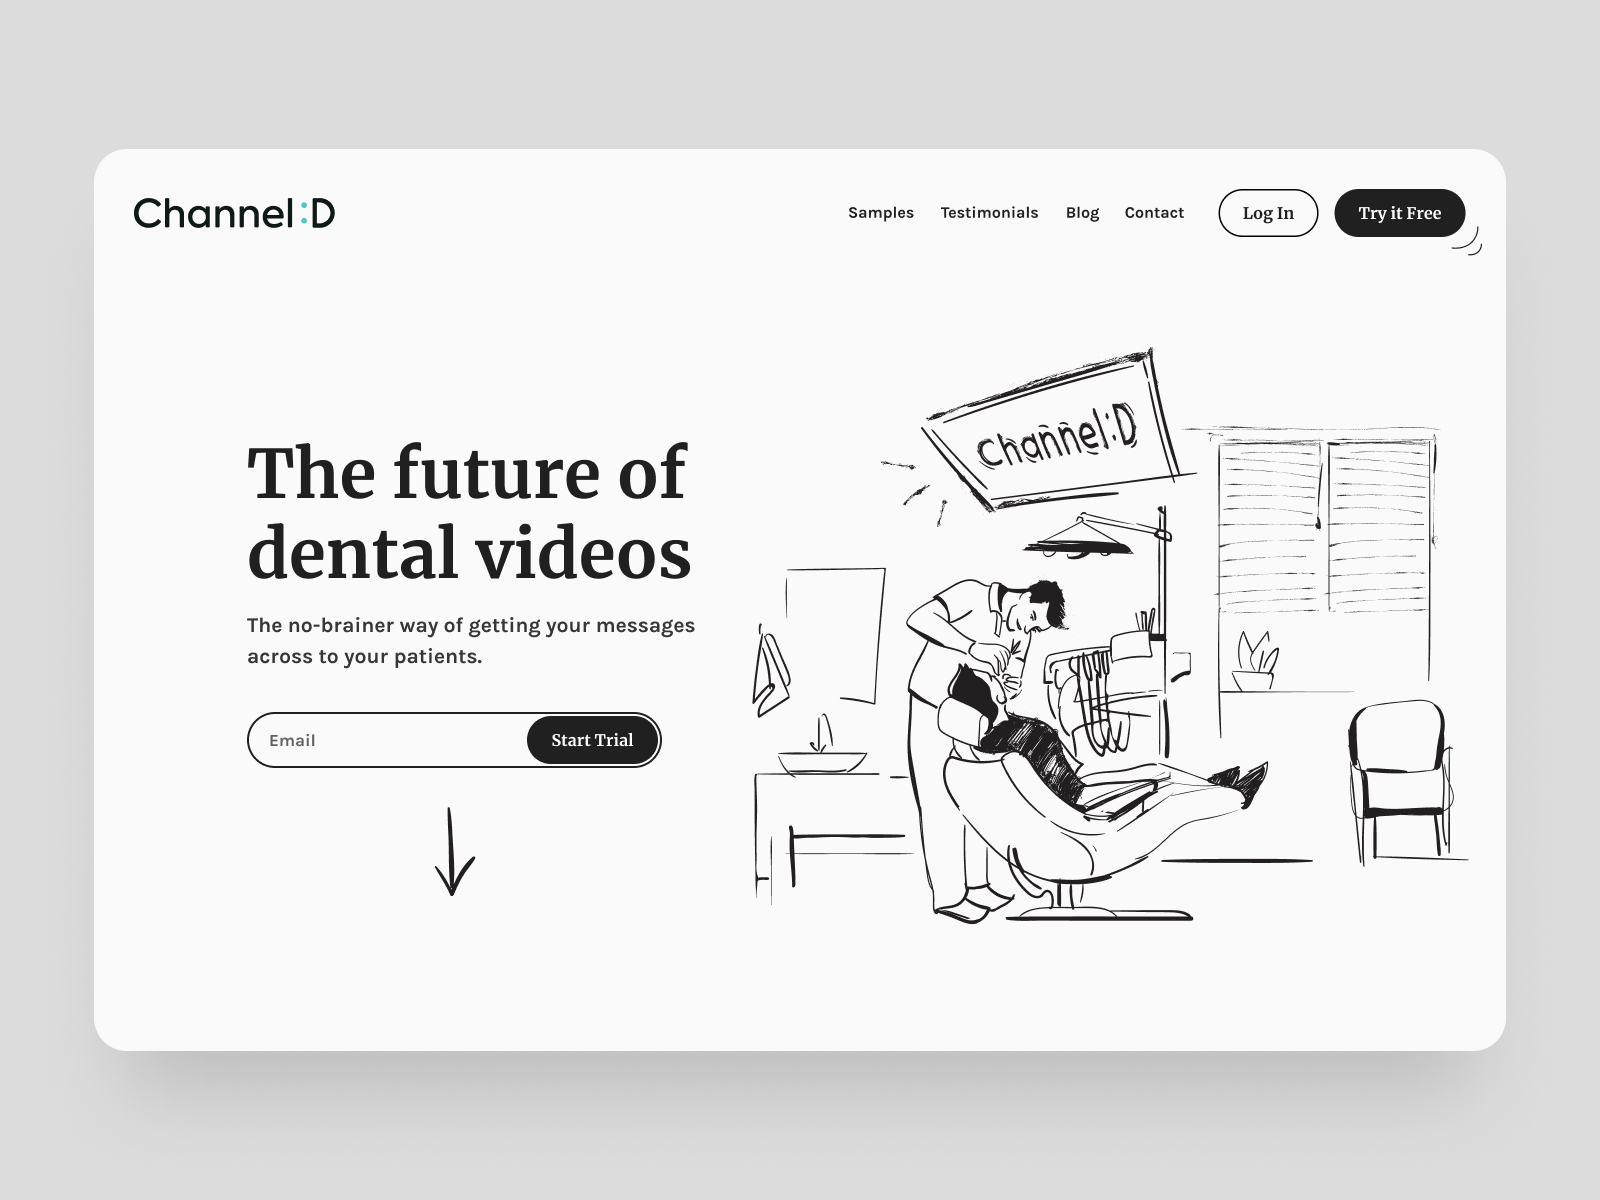 Channel:D
Samples Testimonials Blog Contact Log In Try it Free
Channel:D
The future of
dental videos
The no-brainer way of getting your messages
across to your patients.
Email Start Trial